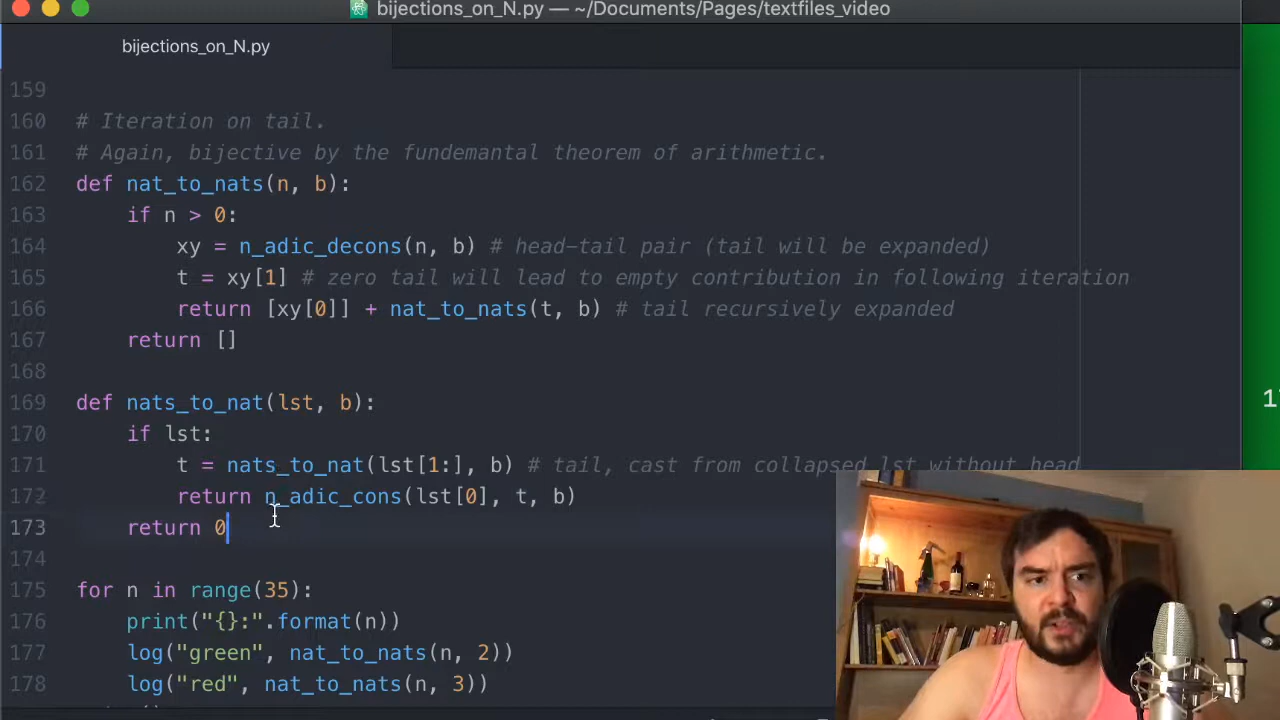 bijections_on_N.py — ~/Documents/Pages/textfiles_video
bijections_on_N.py
159
160 # Iteration on tail.
161 # Again, bijective by the fundemantal theorem of arithmetic.
162 def nat_to_nats(n, b):
163     if n > 0:
164         xy = n_adic_decons(n, b) # head-tail pair (tail will be expanded)
165         t = xy[1] # zero tail will lead to empty contribution in following iteration
166         return [xy[0]] + nat_to_nats(t, b) # tail recursively expanded
167     return []
168
169 def nats_to_nat(lst, b):
170     if lst:
171         t = nats_to_nat(lst[1:], b) # tail, cast from collapsed lst without head
172         return n_adic_cons(lst[0], t, b)
173     return 0
174
175 for n in range(35):
176     print("{}:".format(n))
177     log("green", nat_to_nats(n, 2))
178     log("red", nat_to_nats(n, 3))